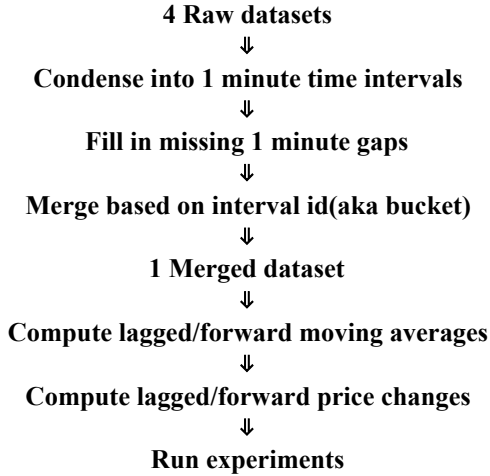 4 Raw datasets
⇓
Condense into 1 minute time intervals
⇓
Fill in missing 1 minute gaps
⇓
Merge based on interval id(aka bucket)
⇓
1 Merged dataset
⇓
Compute lagged/forward moving averages
⇓
Compute lagged/forward price changes
⇓
Run experiments